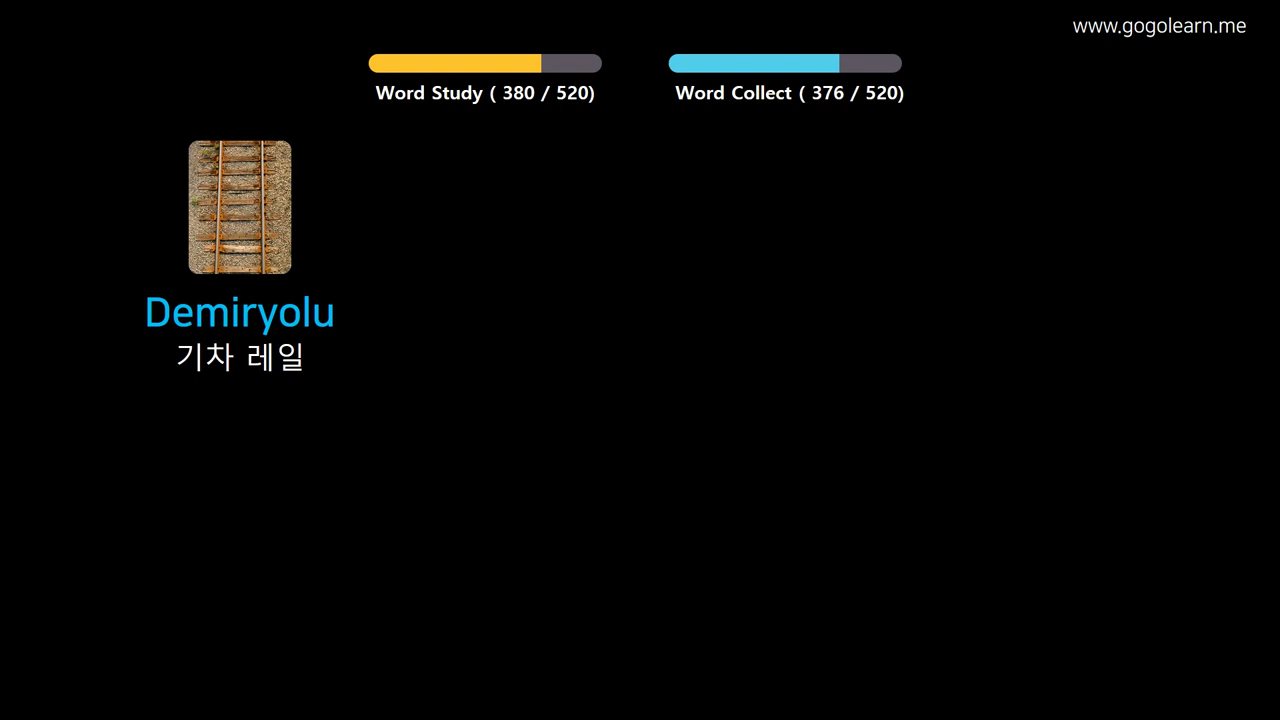 www.gogolearn.me
Word Study ( 380 / 520)
Word Collect ( 376 / 520)
Demiryolu
기차 레일